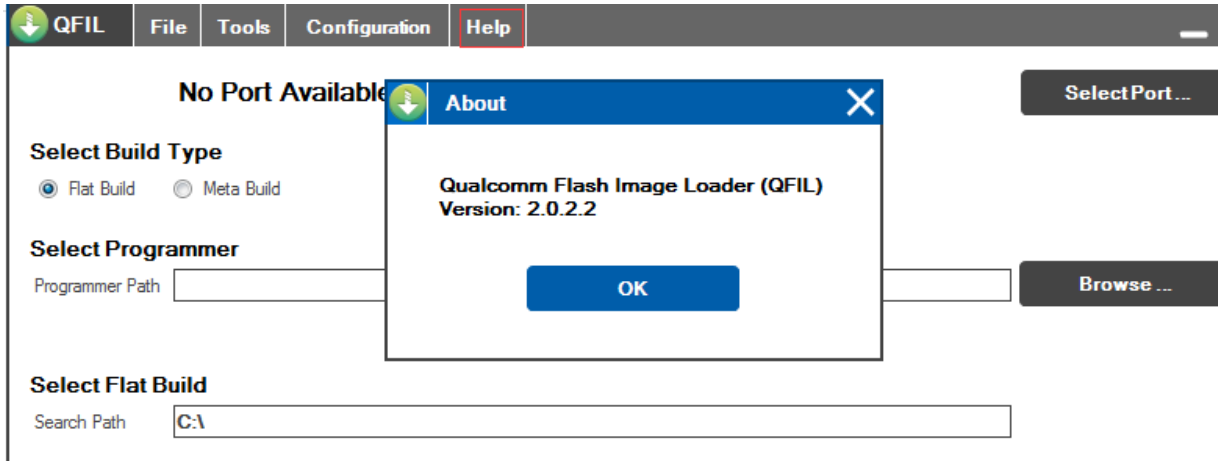 QFIL File Tools Configuration Help
No Port Available
Select Port ...
About
Select Build Type
Flat Build Meta Build
Qualcomm Flash Image Loader (QFIL)
Version: 2.0.2.2
Select Programmer
Programmer Path
Browse ...
OK
Select Flat Build
Search Path C:\